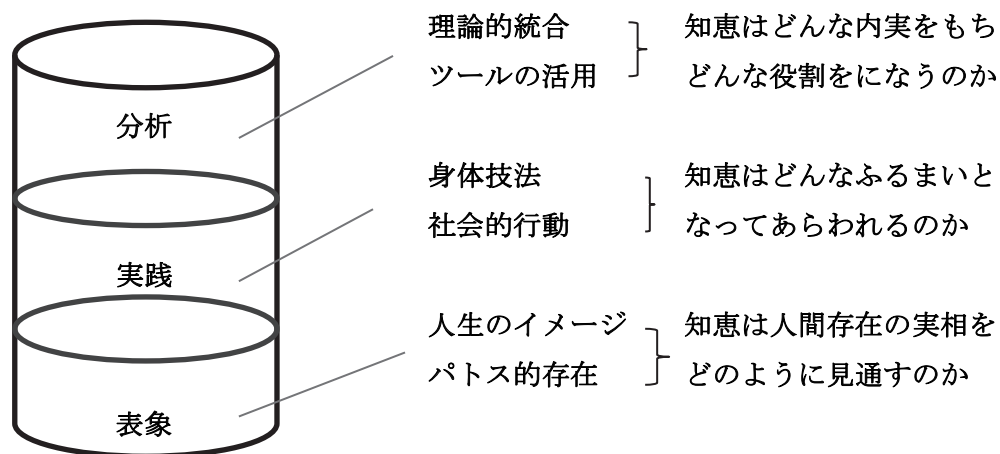 理論的統合
ツールの活用
知恵はどんな内実をもち
どんな役割をになうのか
分析
身体技法
社会的行動
知恵はどんなふるまいと
なってあらわれるのか
実践
人生のイメージ
パトス的存在
知恵は人間存在の実相を
どのように見通すのか
表象